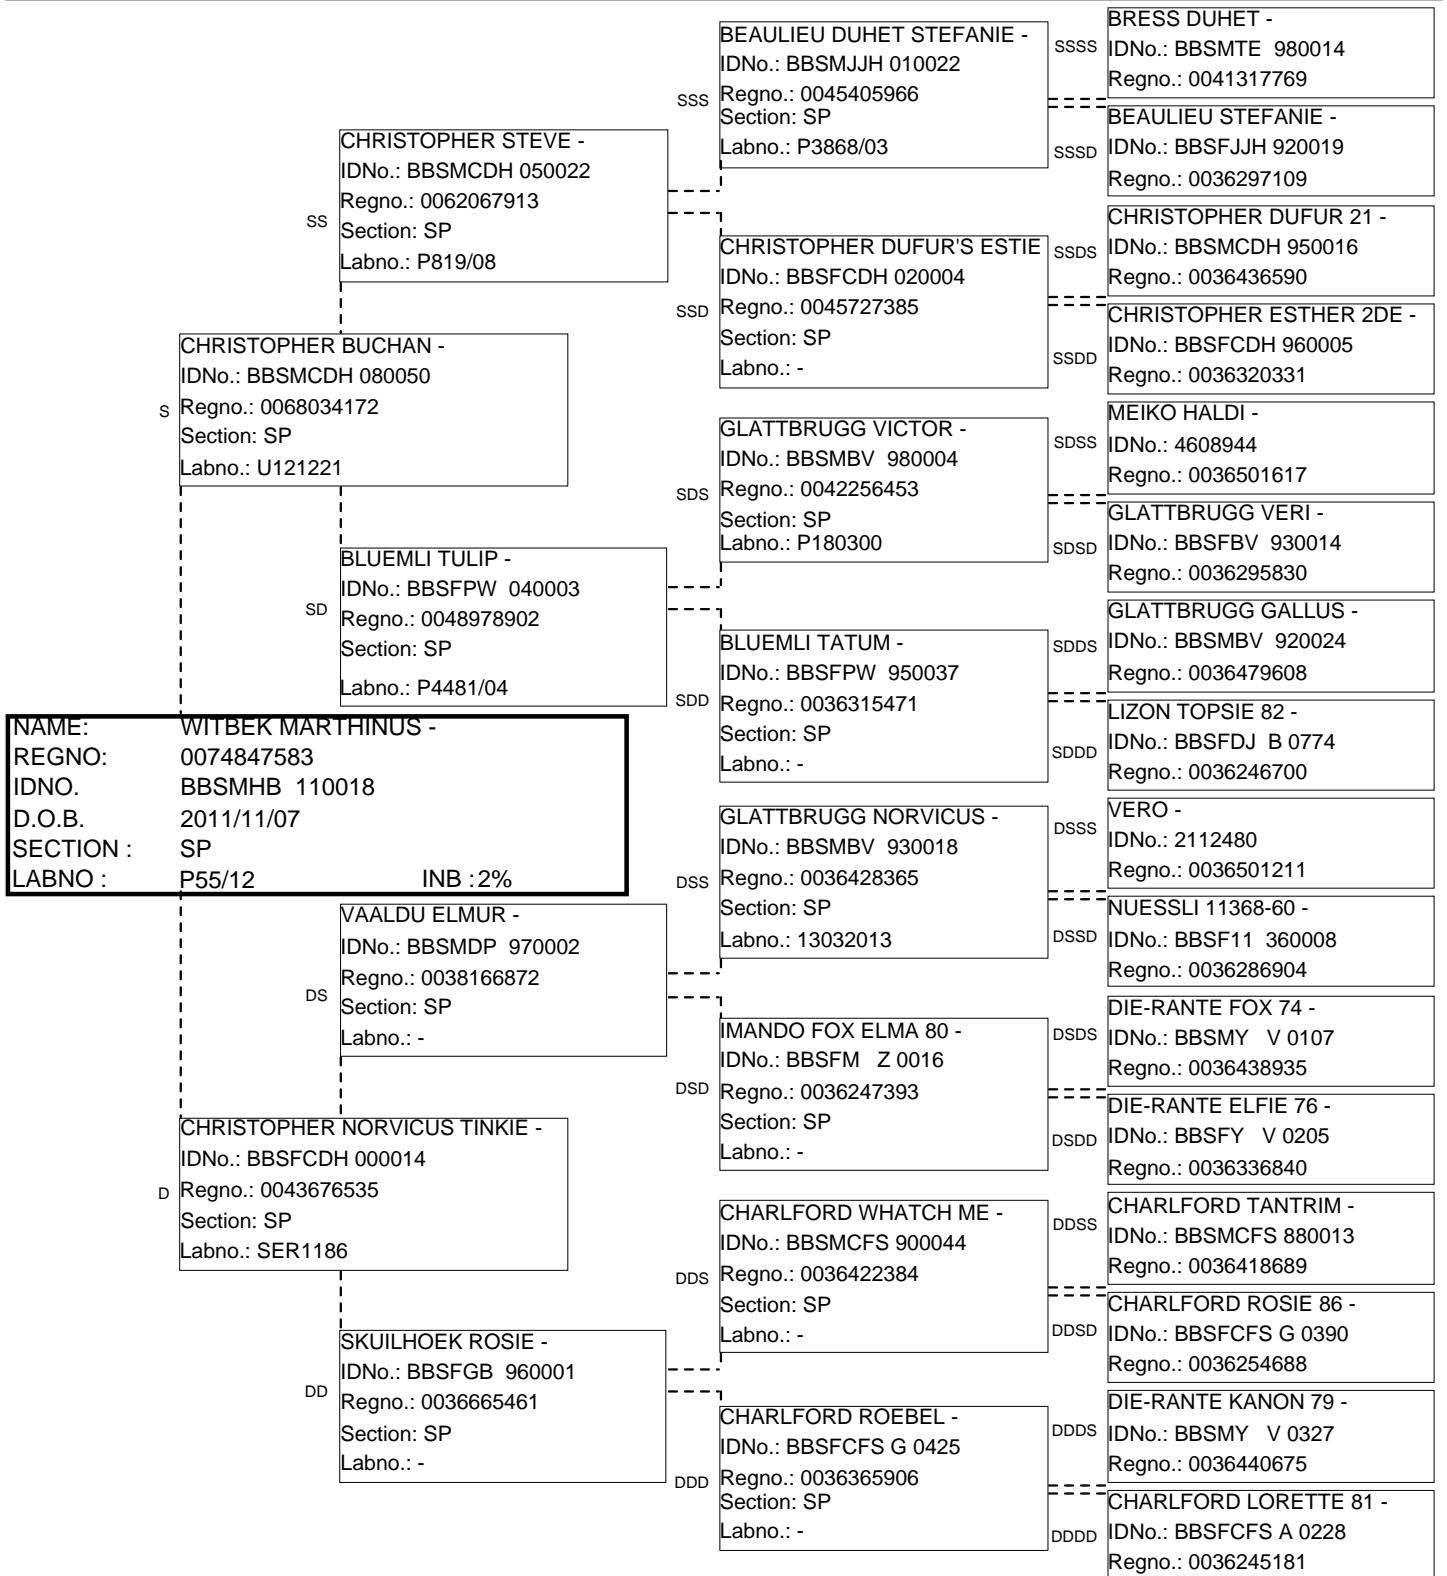 BEAULIEU DUHET STEFANIE -
IDNo.: BBSMJJH 010022
SSS Regno.: 0045405966
Section: SP
Labno.: P3868/03
BRESS DUHET -
SSSS IDNo.: BBSMTE 980014
Regno.: 0041317769
BEAULIEU STEFANIE -
SSSD IDNo.: BBSFJJH 920019
Regno.: 0036297109
CHRISTOPHER STEVE -
IDNo.: BBSMCDH 050022
Regno.: 0062067913
SS Section: SP
Labno.: P819/08
CHRISTOPHER DUFUR'S ESTIE
IDNo.: BBSFCDH 020004
SSD Regno.: 0045727385
Section: SP
Labno.: -
CHRISTOPHER DUFUR 21 -
SSDS IDNo.: BBSMCDH 950016
Regno.: 0036436590
CHRISTOPHER ESTHER 2DE -
SSDD IDNo.: BBSFCDH 960005
Regno.: 0036320331
CHRISTOPHER BUCHAN -
IDNo.: BBSMCDH 080050
S Regno.: 0068034172
Section: SP
Labno.: U121221
GLATTBRUGG VICTOR -
IDNo.: BBSMBV 980004
SDS Regno.: 0042256453
Section: SP
Labno.: P180300
MEIKO HALDI -
SDSS IDNo.: 4608944
Regno.: 0036501617
GLATTBRUGG VERI -
SDSD IDNo.: BBSFBV 930014
Regno.: 0036295830
BLUEMLI TULIP -
IDNo.: BBSFPW 040003
SD Regno.: 0048978902
Section: SP
Labno.: P4481/04
BLUEMLI TATUM -
IDNo.: BBSFPW 950037
SDD Regno.: 0036315471
Section: SP
Labno.: -
GLATTBRUGG GALLUS -
SDDS IDNo.: BBSMBV 920024
Regno.: 0036479608
LIZON TOPSIE 82 -
SDDD IDNo.: BBSFDJ B 0774
Regno.: 0036246700
NAME: WITBEK MARTHINUS -
REGNO: 0074847583
IDNO. BBSMHB 110018
D.O.B. 2011/11/07
SECTION : SP
LABNO : P55/12 INB :2%
GLATTBRUGG NORVICUS -
IDNo.: BBSMBV 930018
DSS Regno.: 0036428365
Section: SP
Labno.: 13032013
VERO -
DSSS IDNo.: 2112480
Regno.: 0036501211
NUESSLI 11368-60 -
DSSD IDNo.: BBSF11 360008
Regno.: 0036286904
VAALDU ELMUR -
IDNo.: BBSMDP 970002
Regno.: 0038166872
DS Section: SP
Labno.: -
IMANDO FOX ELMA 80 -
IDNo.: BBSFM Z 0016
DSD Regno.: 0036247393
Section: SP
Labno.: -
DIE-RANTE FOX 74 -
DSDS IDNo.: BBSMY V 0107
Regno.: 0036438935
DIE-RANTE ELFIE 76 -
DSDD IDNo.: BBSFY V 0205
Regno.: 0036336840
CHRISTOPHER NORVICUS TINKIE -
IDNo.: BBSFCDH 000014
D Regno.: 0043676535
Section: SP
Labno.: SER1186
CHARLFORD WHATCH ME -
IDNo.: BBSMCFS 900044
DDS Regno.: 0036422384
Section: SP
Labno.: -
CHARLFORD TANTRIM -
DDSS IDNo.: BBSMCFS 880013
Regno.: 0036418689
CHARLFORD ROSIE 86 -
DDSD IDNo.: BBSFCFS G 0390
Regno.: 0036254688
SKUILHOEK ROSIE -
IDNo.: BBSFGB 960001
DD Regno.: 0036665461
Section: SP
Labno.: -
CHARLFORD ROEBEL -
IDNo.: BBSFCFS G 0425
DDD Regno.: 0036365906
Section: SP
Labno.: -
DIE-RANTE KANON 79 -
DDDS IDNo.: BBSMY V 0327
Regno.: 0036440675
CHARLFORD LORETTE 81 -
DDDD IDNo.: BBSFCFS A 0228
Regno.: 0036245181